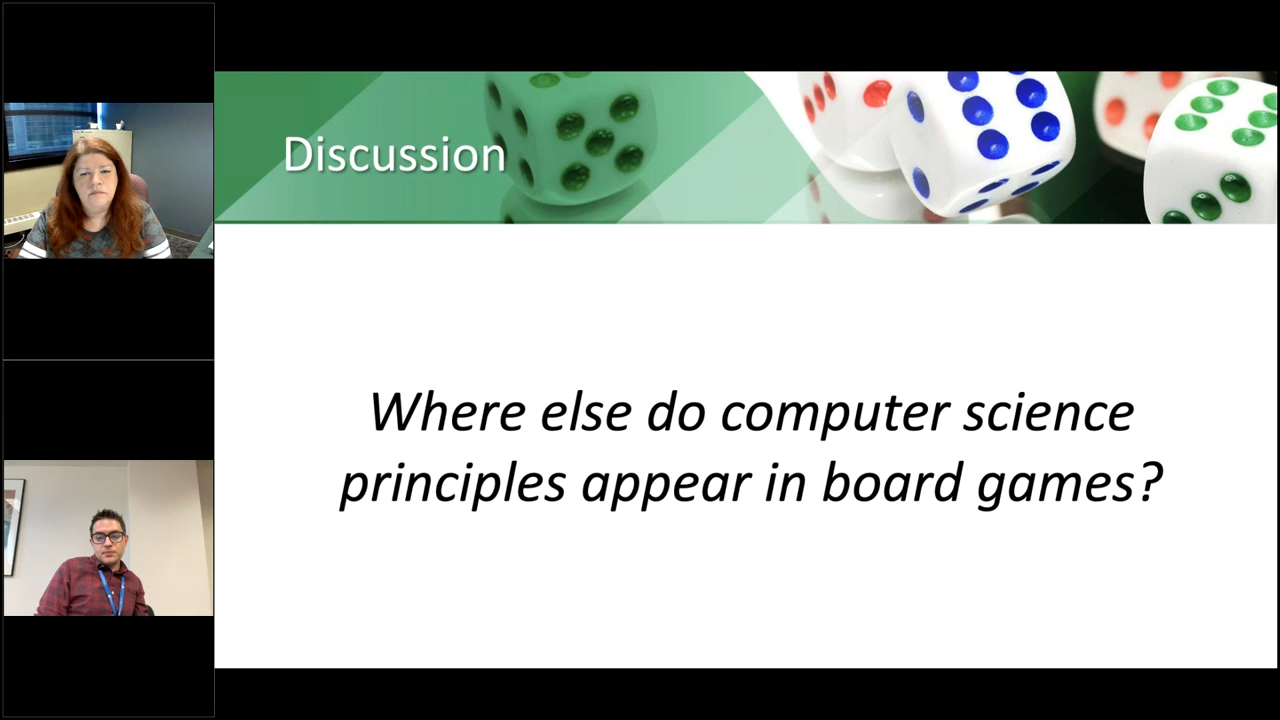 Discussion
Where else do computer science
principles appear in board games?